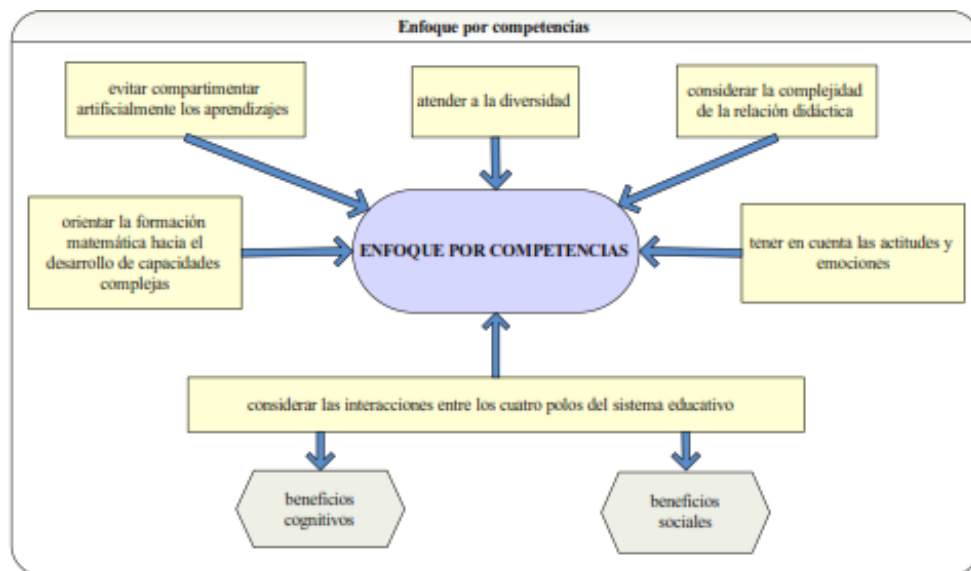 Enfoque por competencias
evitar compartimentar
artificialmente los aprendizajes
atender a la diversidad
considerar la complejidad
de la relación didáctica
orientar la formación
matemática hacia el
desarrollo de capacidades
complejas
ENFOQUE POR COMPETENCIAS
tener en cuenta las actitudes y
emociones
considerar las interacciones entre los cuatro polos del sistema educativo
beneficios
cognitivos
beneficios
sociales